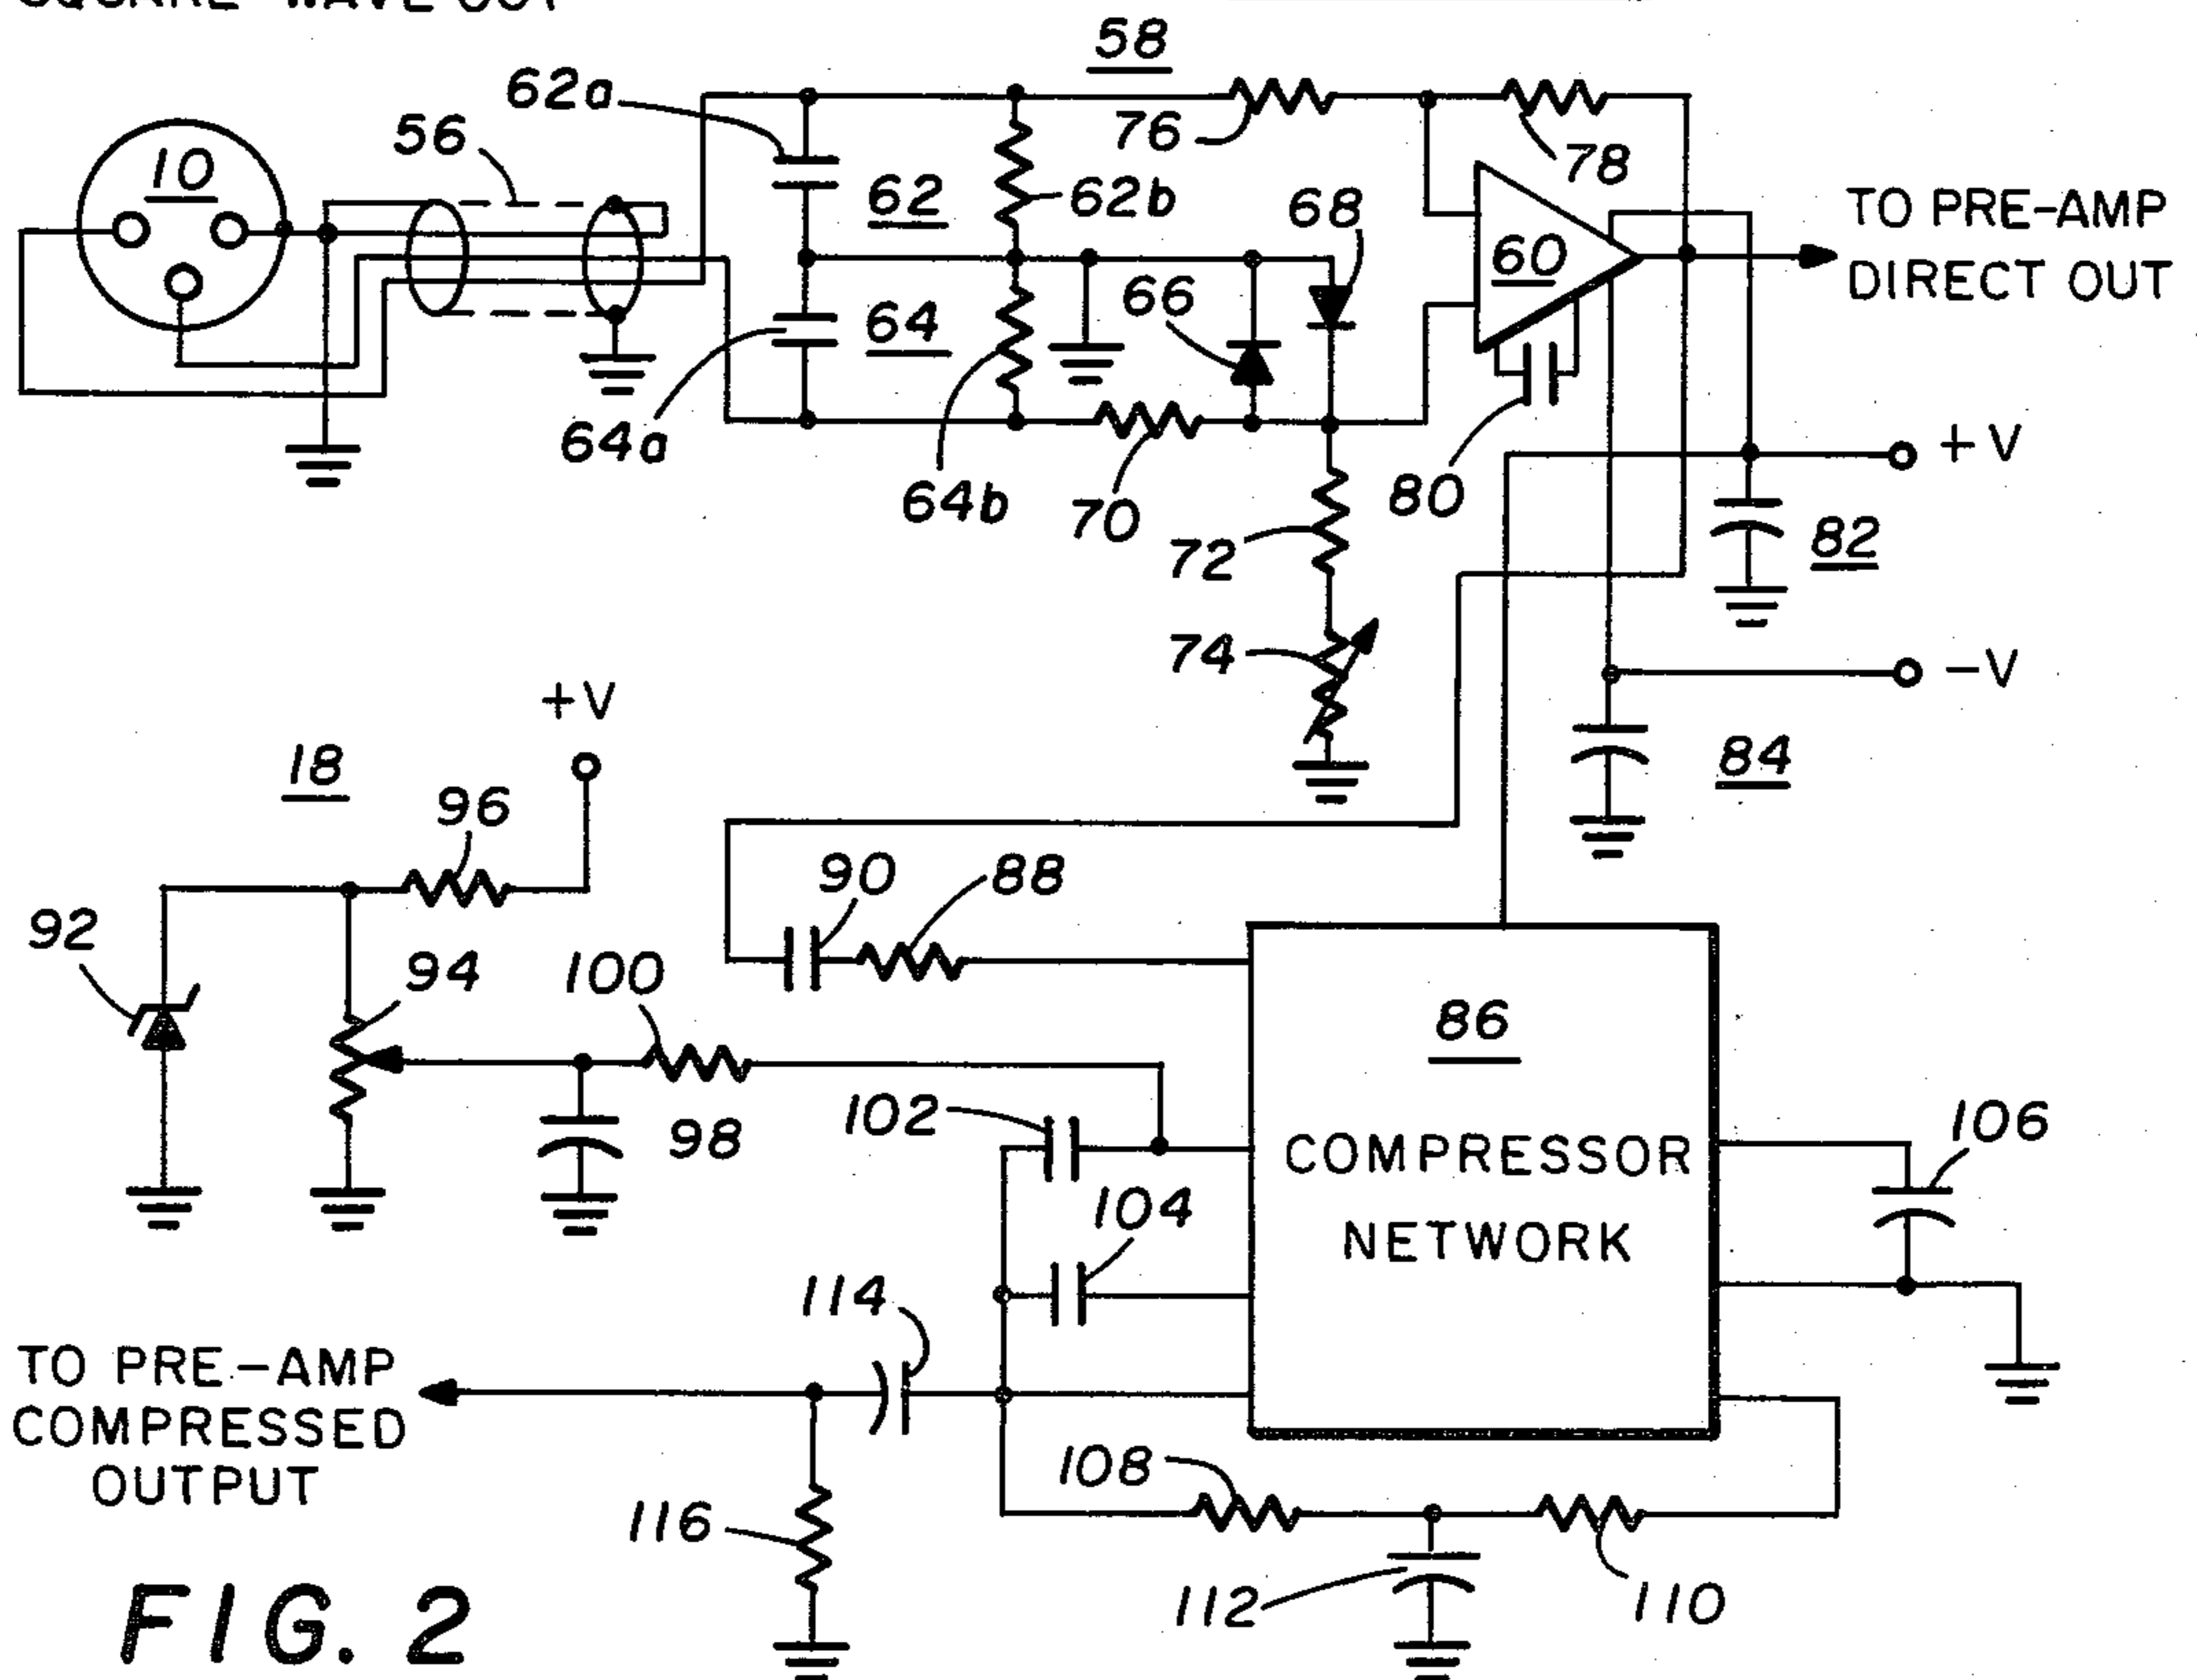 SQUARE-WAVE OUT
58
62a
56
10
76
78
62
62b
68
TO PRE-AMP
DIRECT OUT
60
66
64
64a
64b
70
80
+V
72
82
74
-V
+V
18
84
96
90
88
92
94
100
86
102
98
COMPRESSOR
NETWORK
106
104
114
TO PRE-AMP
COMPRESSED
OUTPUT
108
116
112
110
FIG. 2